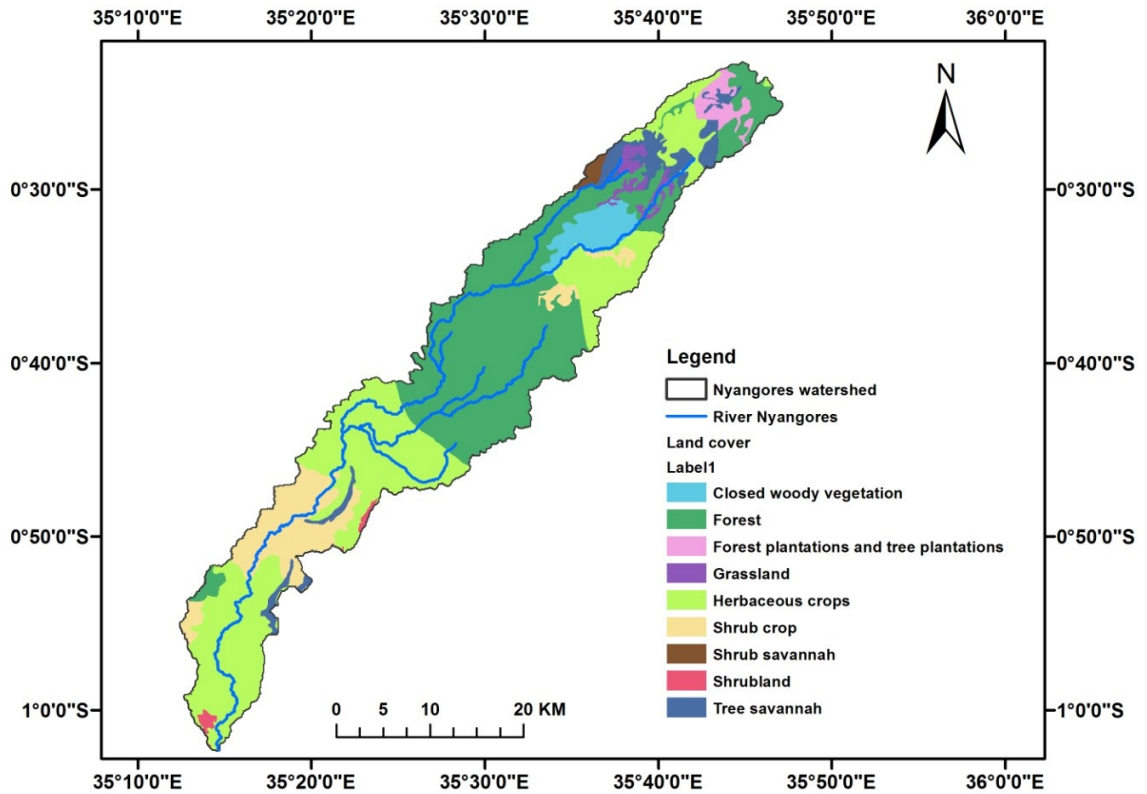 35°10'0"E 35°20'0"E 35°30'0"E 35°40'0"E 35°50'0"E 36°0'0"E
N
0°30'0"S 0°30'0"S
0°40'0"S 0°40'0"S
0°50'0"S 0°50'0"S
1°0'0"S 1°0'0"S
Legend
Nyangores watershed
River Nyangores
Land cover
Label1
Closed woody vegetation
Forest
Forest plantations and tree plantations
Grassland
Herbaceous crops
Shrub crop
Shrub savannah
Shrubland
Tree savannah
0 5 10 20 KM
35°10'0"E 35°20'0"E 35°30'0"E 35°40'0"E 35°50'0"E 36°0'0"E